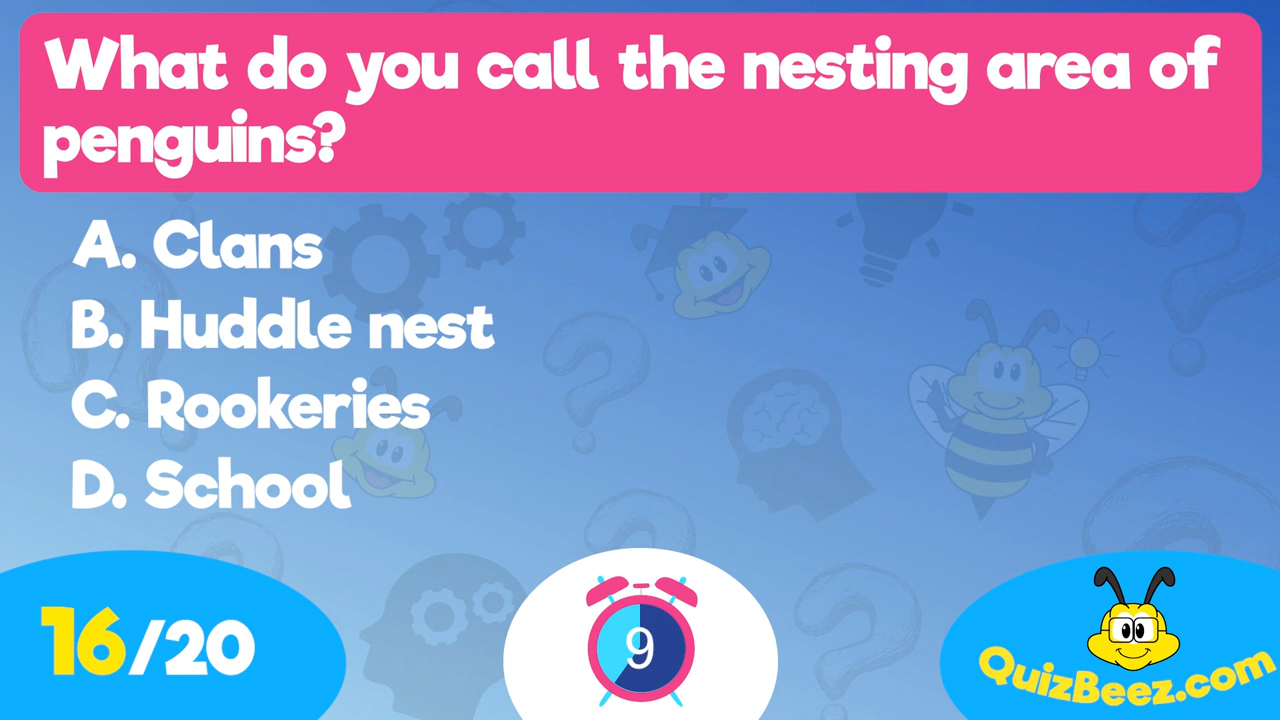 What do you call the nesting area of
penguins?
A. Clans
B. Huddle nest
C. Rookeries
D. School
16/20
9
QuizBeez.com